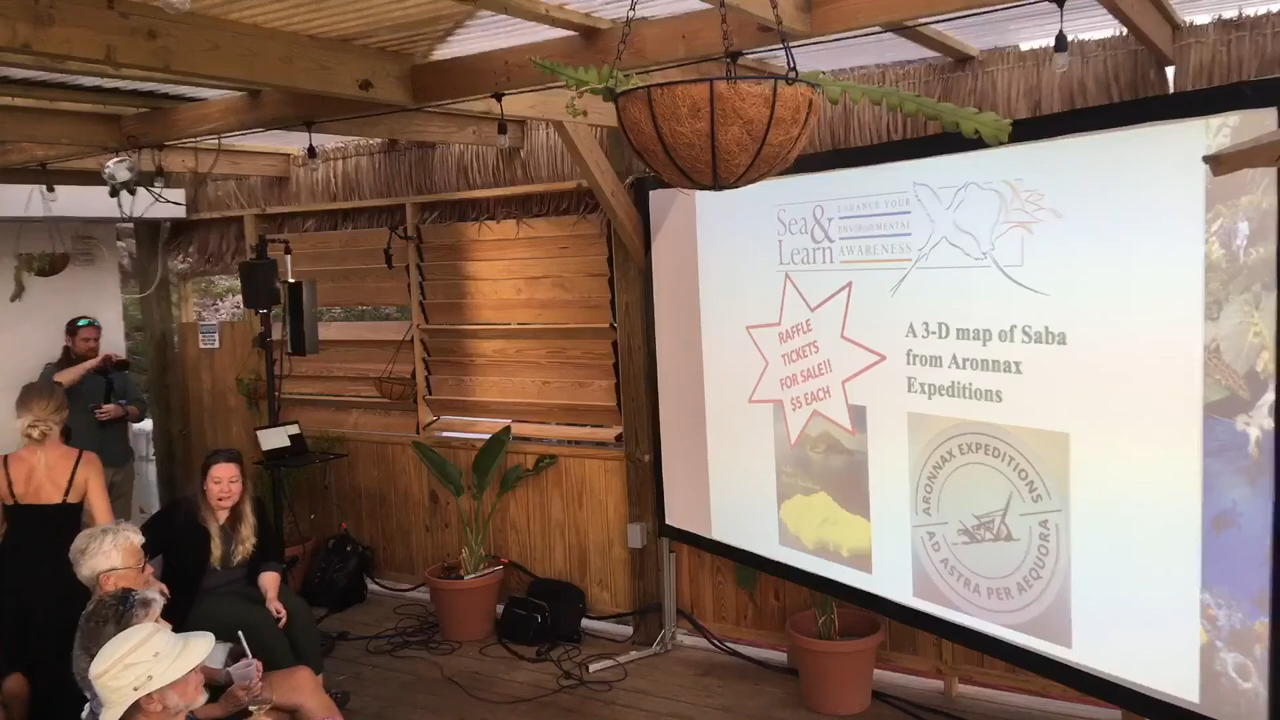 Sea &
Learn
ENHANCE YOUR
ENVIRONMENTAL
AWARENESS
RAFFLE
TICKETS
FOR SALE!!
$5 EACH
A 3-D map of Saba
from Aronnax
Expeditions
ARONNAX EXPEDITIONS
AD ASTRA PER AEQUORA